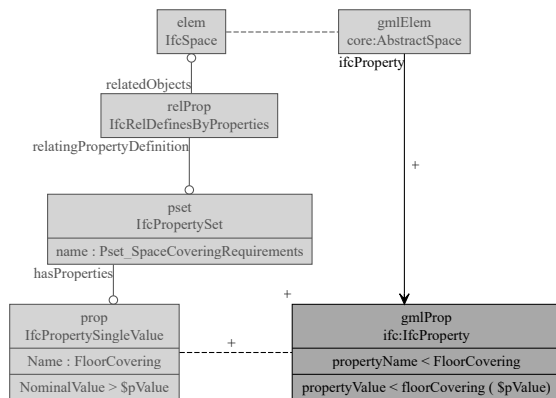 elem
IfcSpace
gmlElem
core:AbstractSpace
ifcProperty
relatedObjects
relProp
IfcRelDefinesByProperties
relatingPropertyDefinition
+
pset
IfcPropertySet
name : Pset_SpaceCoveringRequirements
hasProperties
+
prop
IfcPropertySingleValue
Name : FloorCovering
NominalValue > $pValue
+
gmlProp
ifc:IfcProperty
propertyName < FloorCovering
propertyValue < floorCovering ( $pValue)